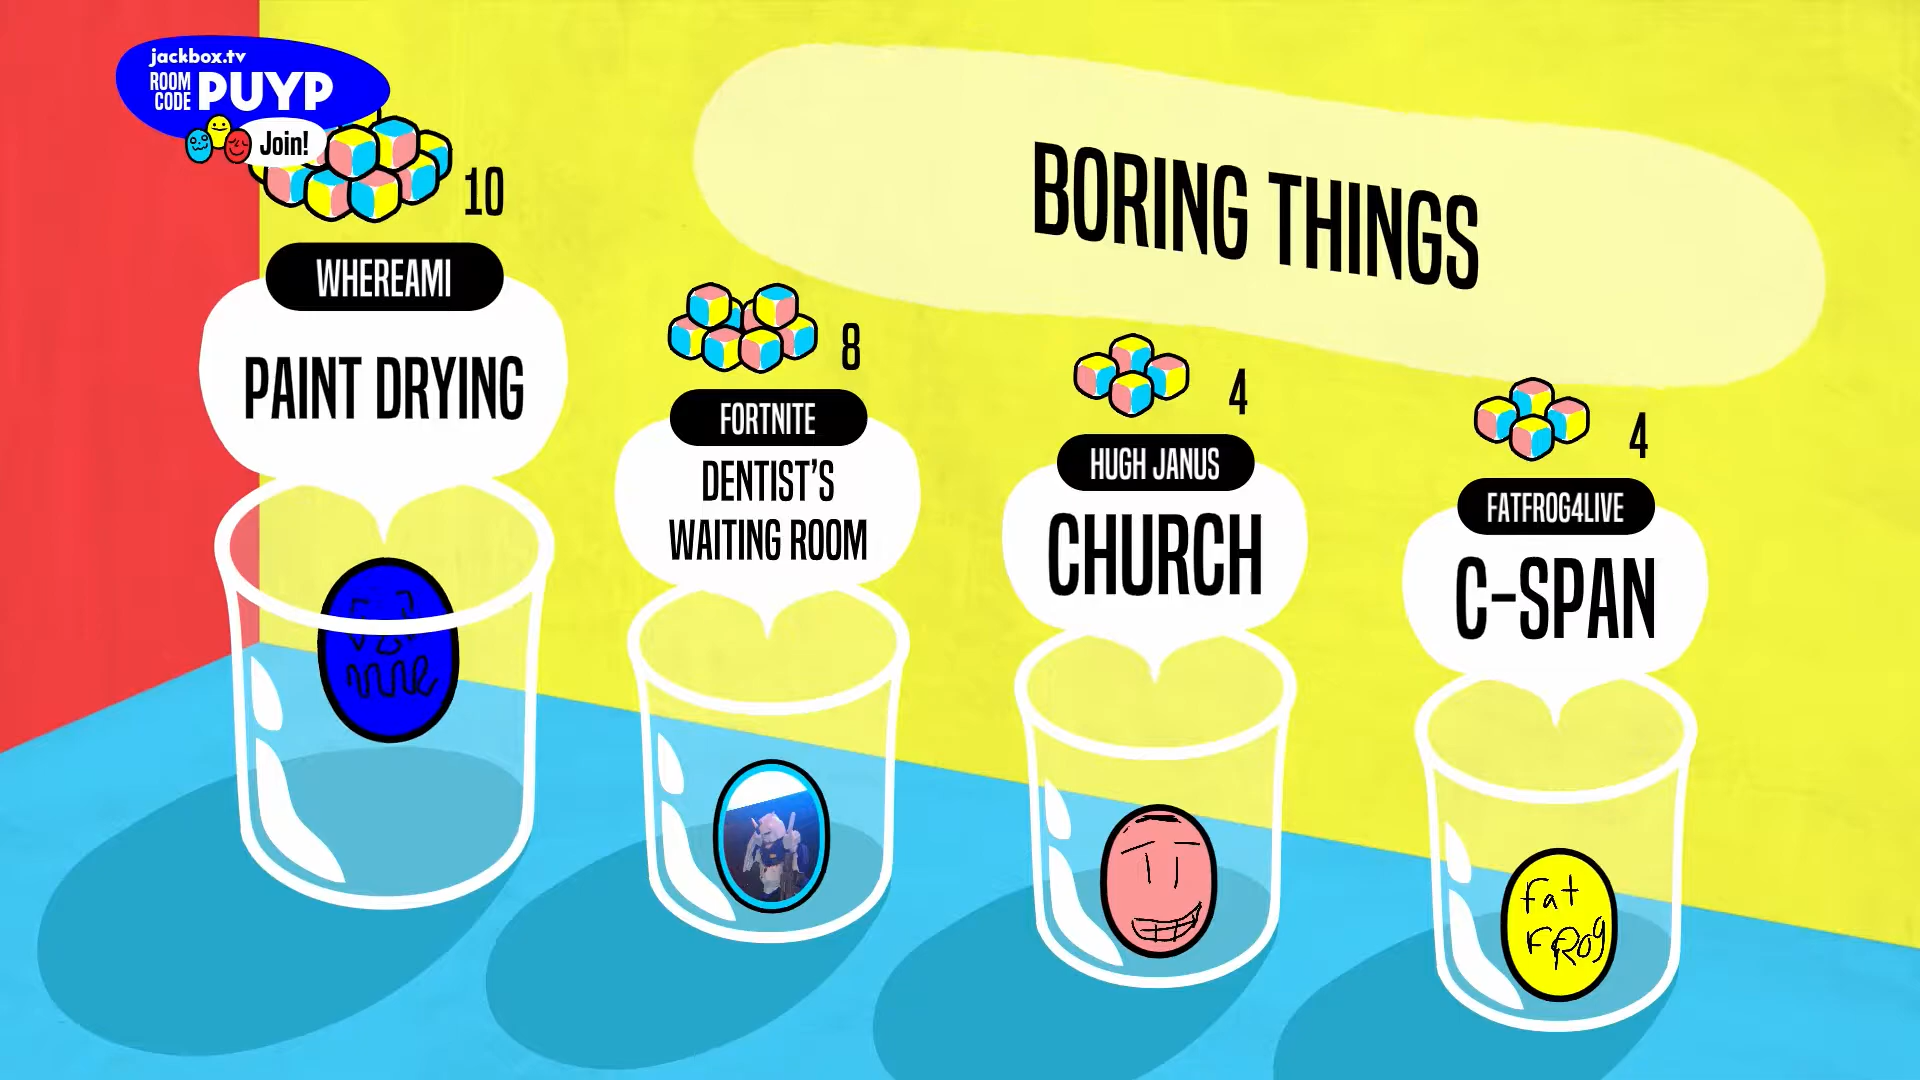 jackbox.tv
ROOM
CODE
PUYP
Join!
BORING THINGS
10
WHEREAMI
PAINT DRYING
8
FORTNITE
DENTIST'S
WAITING ROOM
4
HUGH JANUS
CHURCH
4
FATFROG4LIVE
C-SPAN
Fat
FROg